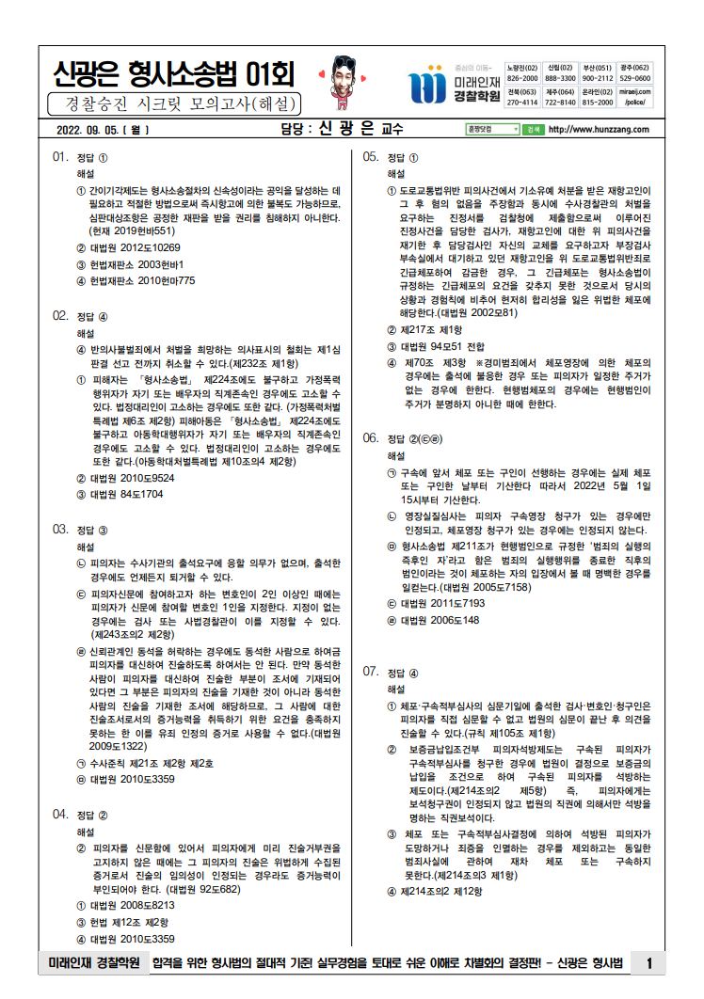 신광은 형사소송법 01회
경찰승진 시크릿 모의고사(해설)
중심의 이동-
미래인재
경찰학원
노량진(02) 신림(02) 부산(051) 광주(062)
826-2000 888-3300 900-2112 529-0600
전북(063) 제주(064) 온라인(02) miraeij.com
270-4114 722-8140 815-2000 /police/
2022. 09. 05. ( 월 )
담당 : 신 광 은 교수
훈짱닷컴 검색 http://www.hunzzang.com
01. 정답 ①
해설
① 간이기각제도는 형사소송절차의 신속성이라는 공익을 달성하는 데
필요하고 적절한 방법으로써 즉시항고에 의한 불복도 가능하므로,
심판대상조항은 공정한 재판을 받을 권리를 침해하지 아니한다.
(헌재 2019헌바551)
② 대법원 2012도10269
③ 헌법재판소 2003헌바1
④ 헌법재판소 2010헌마775
02. 정답 ④
해설
④ 반의사불벌죄에서 처벌을 희망하는 의사표시의 철회는 제1심
판결 선고 전까지 취소할 수 있다.(제232조 제1항)
① 피해자는 「형사소송법」 제224조에도 불구하고 가정폭력
행위자가 자기 또는 배우자의 직계존속인 경우에도 고소할 수
있다. 법정대리인이 고소하는 경우에도 또한 같다. (가정폭력처벌
특례법 제6조 제2항) 피해아동은 「형사소송법」 제224조에도
불구하고 아동학대행위자가 자기 또는 배우자의 직계존속인
경우에도 고소할 수 있다. 법정대리인이 고소하는 경우에도
또한 같다.(아동학대처벌특례법 제10조의4 제2항)
② 대법원 2010도9524
③ 대법원 84도1704
03. 정답 ③
해설
㉡ 피의자는 수사기관의 출석요구에 응할 의무가 없으며, 출석한
경우에도 언제든지 퇴거할 수 있다.
㉢ 피의자신문에 참여하고자 하는 변호인이 2인 이상인 때에는
피의자가 신문에 참여할 변호인 1인을 지정한다. 지정이 없는
경우에는 검사 또는 사법경찰관이 이를 지정할 수 있다.
(제243조의2 제2항)
㉣ 신뢰관계인 동석을 허락하는 경우에도 동석한 사람으로 하여금
피의자를 대신하여 진술하도록 하여서는 안 된다. 만약 동석한
사람이 피의자를 대신하여 진술한 부분이 조서에 기재되어
있다면 그 부분은 피의자의 진술을 기재한 것이 아니라 동석한
사람의 진술을 기재한 조서에 해당하므로, 그 사람에 대한
진술조서로서의 증거능력을 취득하기 위한 요건을 충족하지
못하는 한 이를 유죄 인정의 증거로 사용할 수 없다.(대법원
2009도1322)
㉠ 수사준칙 제21조 제2항 제2호
㉤ 대법원 2010도3359
04. 정답 ②
해설
② 피의자를 신문함에 있어서 피의자에게 미리 진술거부권을
고지하지 않은 때에는 그 피의자의 진술은 위법하게 수집된
증거로서 진술의 임의성이 인정되는 경우라도 증거능력이
부인되어야 한다. (대법원 92도682)
① 대법원 2008도8213
③ 헌법 제12조 제2항
④ 대법원 2010도3359
05. 정답 ①
해설
① 도로교통법위반 피의사건에서 기소유예 처분을 받은 재항고인이
그 후 혐의 없음을 주장함과 동시에 수사경찰관의 처벌을
요구하는 진정서를 검찰청에 제출함으로써 이루어진
진정사건을 담당한 검사가, 재항고인에 대한 위 피의사건을
재기한 후 담당검사인 자신의 교체를 요구하고자 부장검사
부속실에서 대기하고 있던 재항고인을 위 도로교통법위반죄로
긴급체포하여 감금한 경우, 그 긴급체포는 형사소송법이
규정하는 긴급체포의 요건을 갖추지 못한 것으로서 당시의
상황과 경험칙에 비추어 현저히 합리성을 잃은 위법한 체포에
해당한다.(대법원 2002모81)
② 제217조 제1항
③ 대법원 94모51 전합
④ 제70조 제3항 ※경미범죄에서 체포영장에 의한 체포의
경우에는 출석에 불응한 경우 또는 피의자가 일정한 주거가
없는 경우에 한한다. 현행범체포의 경우에는 현행범인이
주거가 분명하지 아니한 때에 한한다.
06. 정답 ②(㉢㉣)
해설
㉠ 구속에 앞서 체포 또는 구인이 선행하는 경우에는 실제 체포
또는 구인한 날부터 기산한다 따라서 2022년 5월 1일
15시부터 기산한다.
㉡ 영장실질심사는 피의자 구속영장 청구가 있는 경우에만
인정되고, 체포영장 청구가 있는 경우에는 인정되지 않는다.
㉤ 형사소송법 제211조가 현행범인으로 규정한 ‘범죄의 실행의
즉후인 자’라고 함은 범죄의 실행행위를 종료한 직후의
범인이라는 것이 체포하는 자의 입장에서 볼 때 명백한 경우를
일컫는다.(대법원 2005도7158)
㉢ 대법원 2011도7193
㉣ 대법원 2006도148
07. 정답 ④
해설
① 체포·구속적부심사의 심문기일에 출석한 검사·변호인·청구인은
피의자를 직접 심문할 수 없고 법원의 심문이 끝난 후 의견을
진술할 수 있다.(규칙 제105조 제1항)
② 보증금납입조건부 피의자석방제도는 구속된 피의자가
구속적부심사를 청구한 경우에 법원이 결정으로 보증금의
납입을 조건으로 하여 구속된 피의자를 석방하는
제도이다.(제214조의2 제5항) 즉, 피의자에게는
보석청구권이 인정되지 않고 법원의 직권에 의해서만 석방을
명하는 직권보석이다.
③ 체포 또는 구속적부심사결정에 의하여 석방된 피의자가
도망하거나 죄증을 인멸하는 경우를 제외하고는 동일한
범죄사실에 관하여 재차 체포 또는 구속하지
못한다.(제214조의3 제1항)
④ 제214조의2 제12항
미래인재 경찰학원 합격을 위한 형사법의 절대적 기준! 실무경험을 토대로 쉬운 이해로 차별화의 결정판! - 신광은 형사법 1